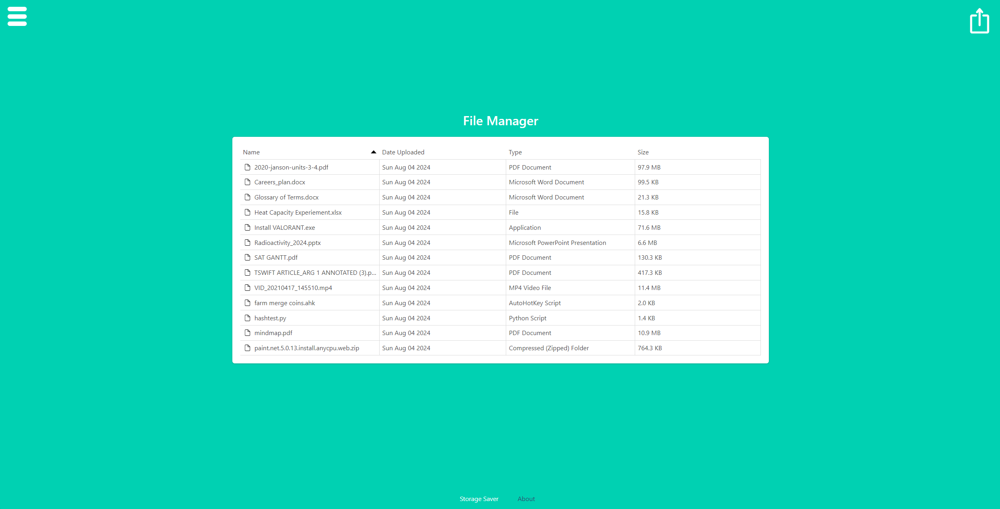 File Manager
Name Date Uploaded Type Size
2020-janson-units-3-4.pdf Sun Aug 04 2024 PDF Document 97.9 MB
Careers_plan.docx Sun Aug 04 2024 Microsoft Word Document 99.5 KB
Glossary of Terms.docx Sun Aug 04 2024 Microsoft Word Document 21.3 KB
Heat Capacity Experiement.xlsx Sun Aug 04 2024 File 15.8 KB
Install VALORANT.exe Sun Aug 04 2024 Application 71.6 MB
Radioactivity_2024.pptx Sun Aug 04 2024 Microsoft PowerPoint Presentation 6.6 MB
SAT GANTT.pdf Sun Aug 04 2024 PDF Document 130.3 KB
TSWIFT ARTICLE_ARG 1 ANNOTATED (3).p... Sun Aug 04 2024 PDF Document 417.3 KB
VID_20210417_145510.mp4 Sun Aug 04 2024 MP4 Video File 11.4 MB
farm merge coins.ahk Sun Aug 04 2024 AutoHotKey Script 2.0 KB
hashtest.py Sun Aug 04 2024 Python Script 1.4 KB
mindmap.pdf Sun Aug 04 2024 PDF Document 10.9 MB
paint.net.5.0.13.install.anycpu.web.zip Sun Aug 04 2024 Compressed (Zipped) Folder 764.3 KB
Storage Saver About